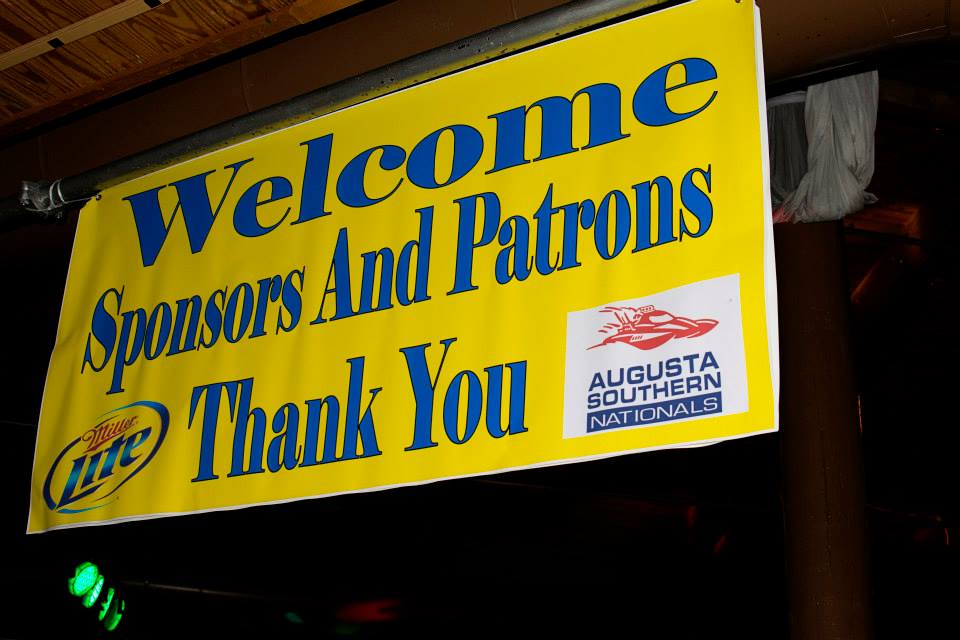 Welcome
Sponsors And Patrons
Thank You
Miller
Lite
AUGUSTA
SOUTHERN
NATIONALS